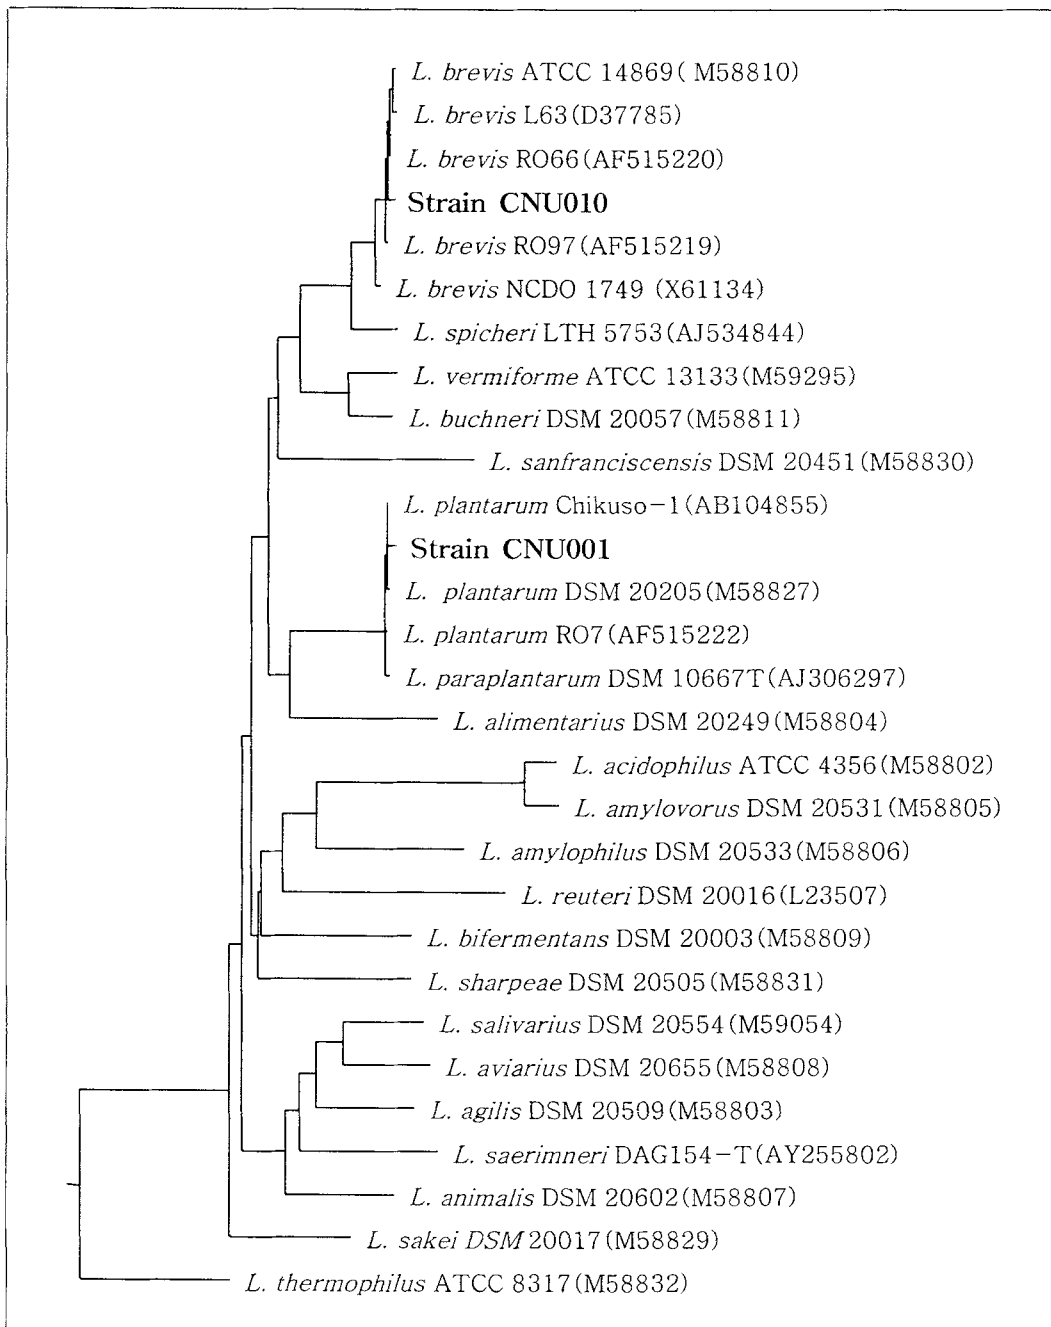 L. brevis ATCC 14869( M58810)
L. brevis L63(D37785)
L. brevis RO66(AF515220)
Strain CNU010
L. brevis RO97(AF515219)
L. brevis NCDO 1749 (X61134)
L. spicheri LTH 5753(AJ534844)
L. vermiforme ATCC 13133(M59295)
L. buchneri DSM 20057(M58811)
L. sanfranciscensis DSM 20451(M58830)
L. plantarum Chikuso-1(AB104855)
Strain CNU001
L. plantarum DSM 20205(M58827)
L. plantarum RO7(AF515222)
L. paraplantarum DSM 10667T(AJ306297)
L. alimentarius DSM 20249(M58804)
L. acidophilus ATCC 4356(M58802)
L. amylovorus DSM 20531(M58805)
L. amylophilus DSM 20533(M58806)
L. reuteri DSM 20016(L23507)
L. bifermentans DSM 20003(M58809)
L. sharpeae DSM 20505(M58831)
L. salivarius DSM 20554(M59054)
L. aviarius DSM 20655(M58808)
L. agilis DSM 20509(M58803)
L. saerimneri DAG154-T(AY255802)
L. animalis DSM 20602(M58807)
L. sakei DSM 20017(M58829)
L. thermophilus ATCC 8317(M58832)